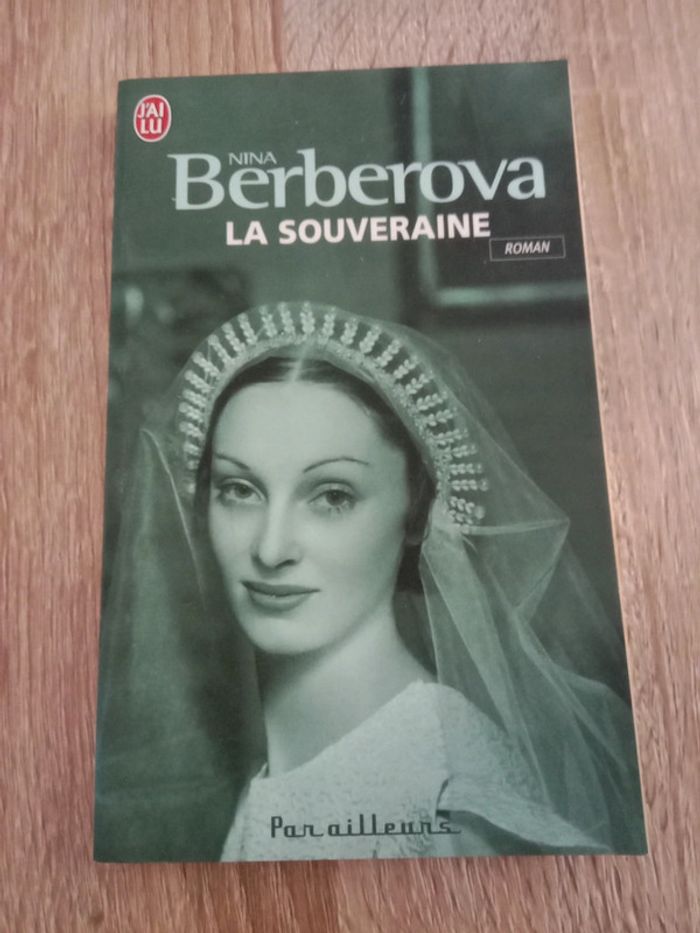 J'AI
LU
NINA
Berberova
LA SOUVERAINE
ROMAN
Par ailleurs